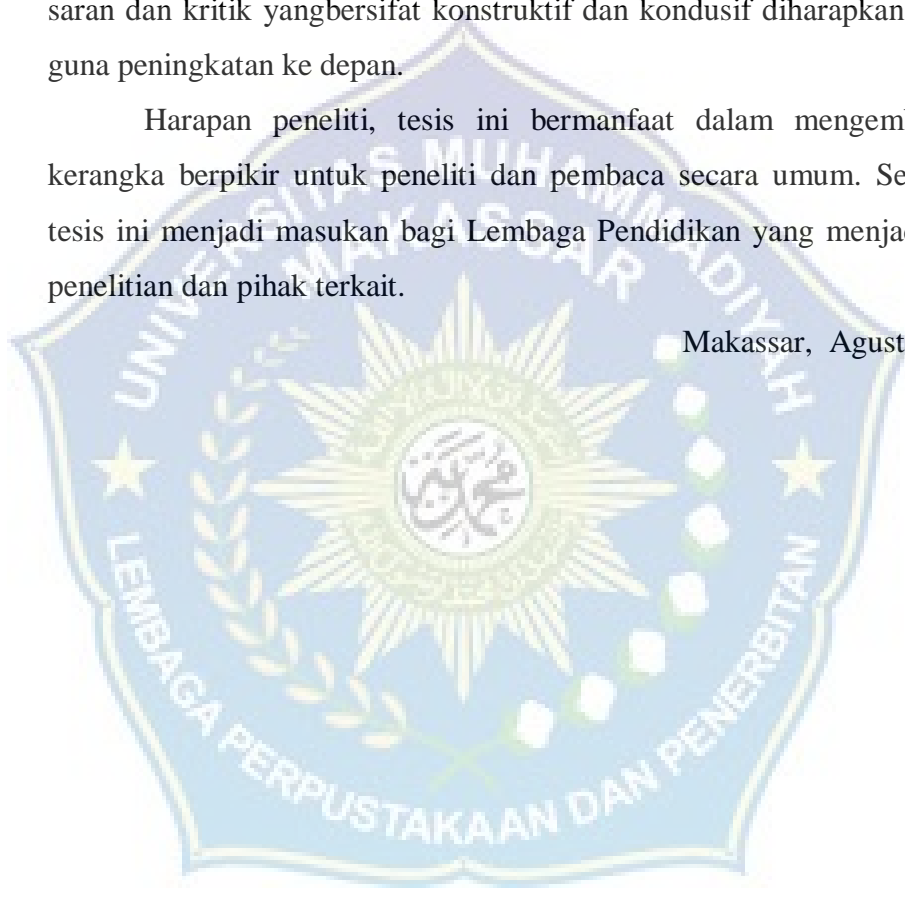 saran dan kritik yangbersifat konstruktif dan kondusif diharapkan
guna peningkatan ke depan.
Harapan peneliti, tesis ini bermanfaat dalam mengemb
kerangka berpikir untuk peneliti dan pembaca secara umum. Se
tesis ini menjadi masukan bagi Lembaga Pendidikan yang menjad
penelitian dan pihak terkait.
Makassar, Agust
UNIVERSITAS MUHAMMADIYAH
MAKASSAR
LEMBAGA PERPUSTAKAAN DAN PENERBITAN